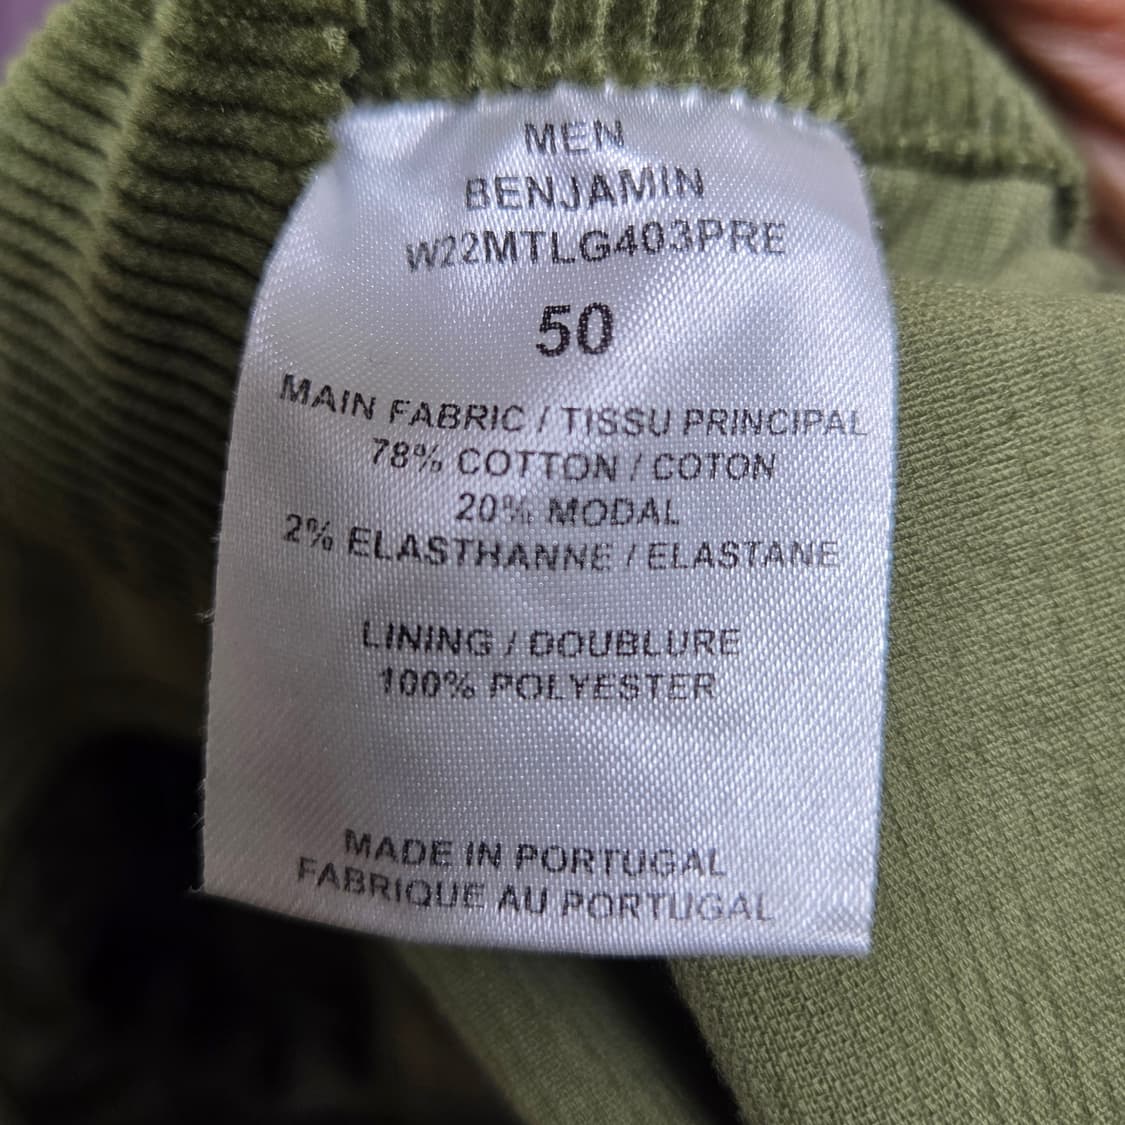 MEN
BENJAMIN
W22MTLG403PRE
50
MAIN FABRIC / TISSU PRINCIPAL
78% COTTON / COTON
20% MODAL
2% ELASTHANNE / ELASTANE
LINING / DOUBLURE
100% POLYESTER
MADE IN PORTUGAL
FABRIQUE AU PORTUGAL